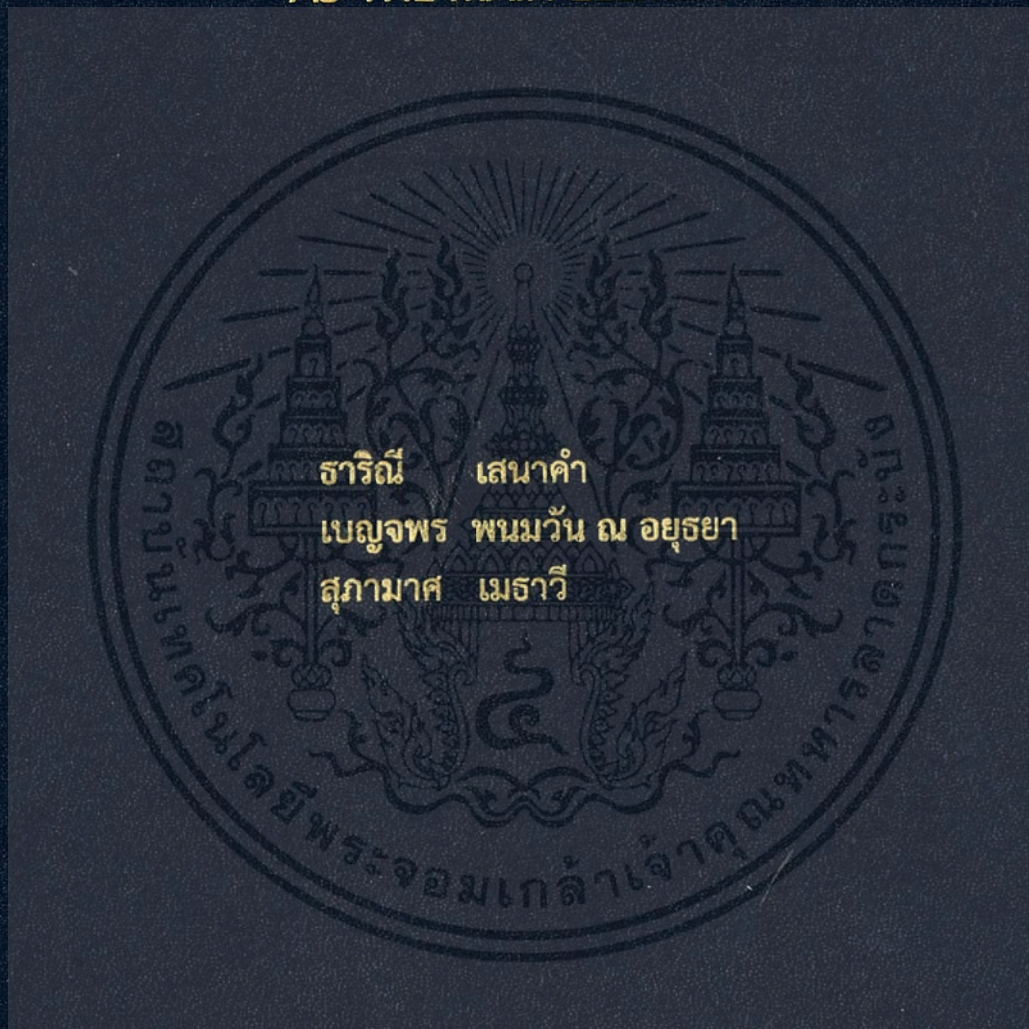 ธาริณี เสนาคำ
เบญจพร พนมวัน ณ อยุธยา
สุภามาศ เมธาวี
สถาบันเทคโนโลยีพระจอมเกล้าเจ้าคุณทหารลาดกระบัง